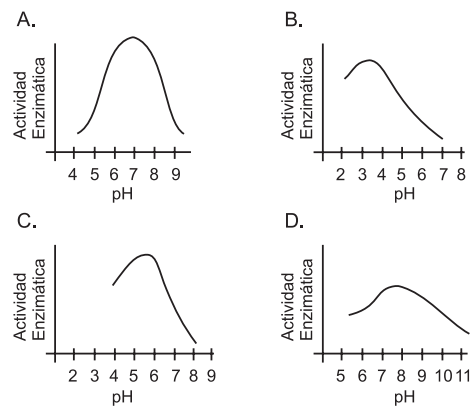 A.
Actividad
Enzimática
4 5 6 7 8 9
pH
B.
Actividad
Enzimática
2 3 4 5 6 7 8
pH
C.
Actividad
Enzimática
2 3 4 5 6 7 8 9
pH
D.
Actividad
Enzimática
5 6 7 8 9 10 11
pH